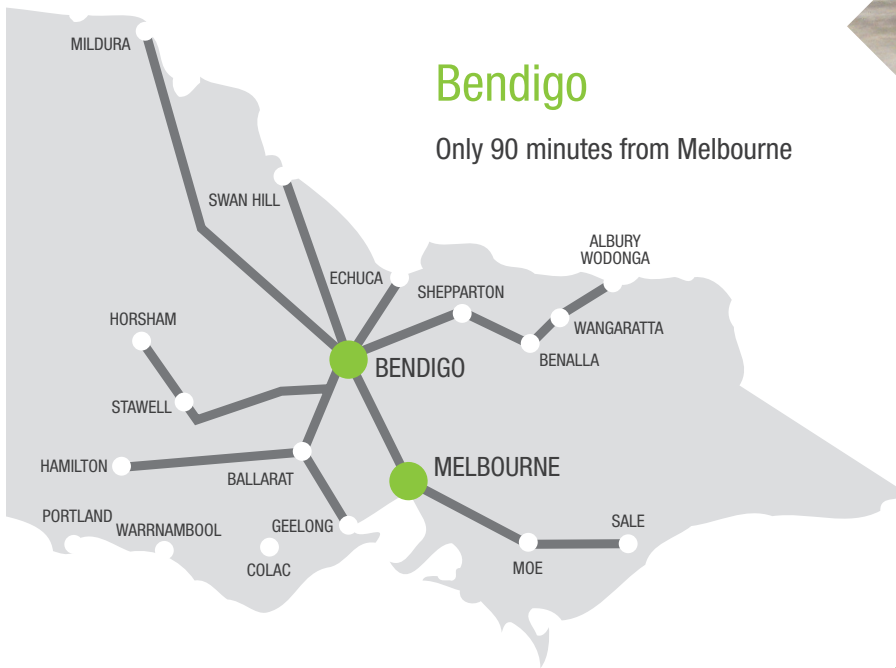 MILDURA
Bendigo
Only 90 minutes from Melbourne
SWAN HILL
ALBURY
WODONGA
ECHUCA
SHEPPARTON
HORSHAM
WANGARATTA
BENALLA
BENDIGO
STAWELL
HAMILTON
BALLARAT
MELBOURNE
PORTLAND
WARRNAMBOOL
GEELONG
SALE
COLAC
MOE